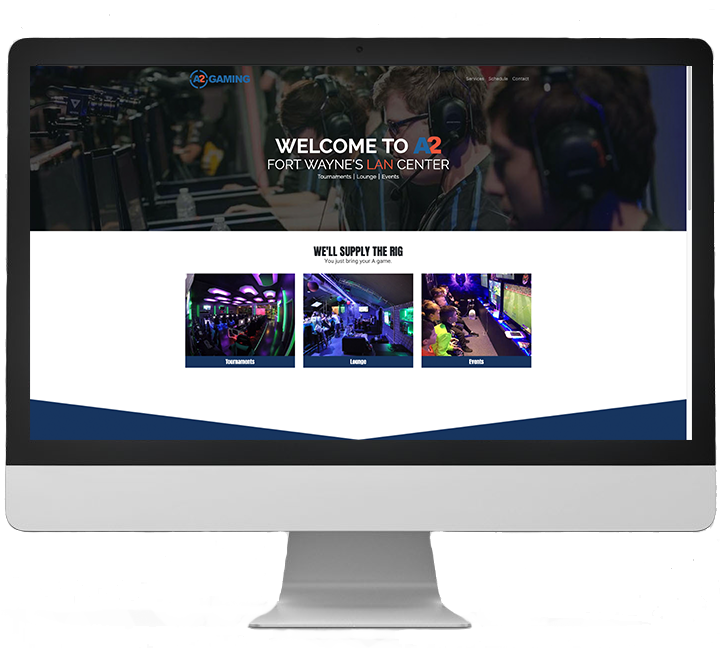 A2 GAMING
Services Schedule Contact
WELCOME TO A2
FORT WAYNE'S LAN CENTER
Tournaments | Lounge | Events
WE'LL SUPPLY THE RIG
You just bring your A game.
Tournaments
Lounge
Events